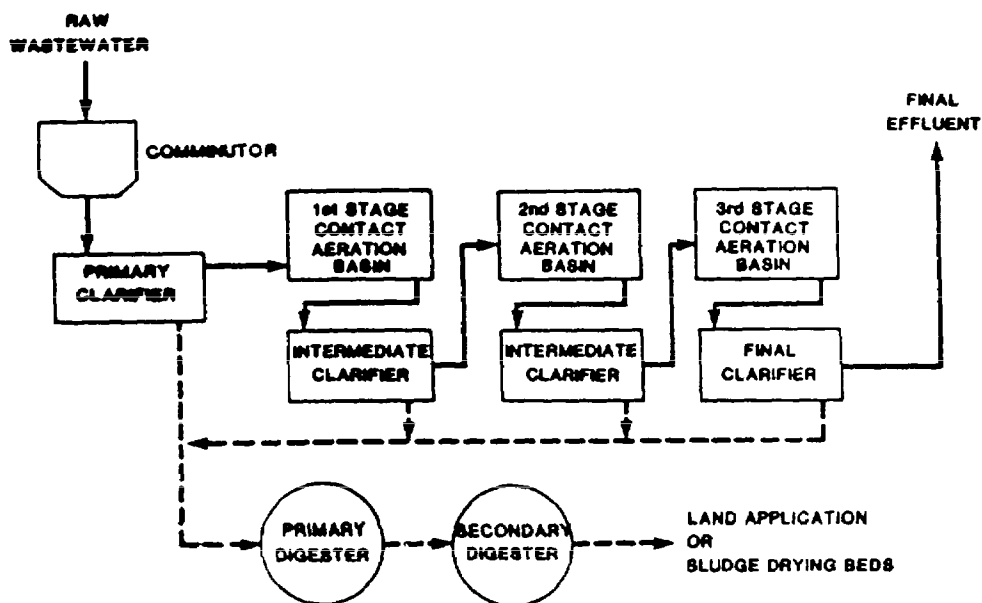 RAW
WASTEWATER
COMMINUTOR
FINAL
EFFLUENT
PRIMARY
CLARIFIER
1st STAGE
CONTACT
AERATION
BASIN
2nd STAGE
CONTACT
AERATION
BASIN
3rd STAGE
CONTACT
AERATION
BASIN
INTERMEDIATE
CLARIFIER
INTERMEDIATE
CLARIFIER
FINAL
CLARIFIER
PRIMARY
DIGESTER
SECONDARY
DIGESTER
LAND APPLICATION
OR
SLUDGE DRYING BEDS